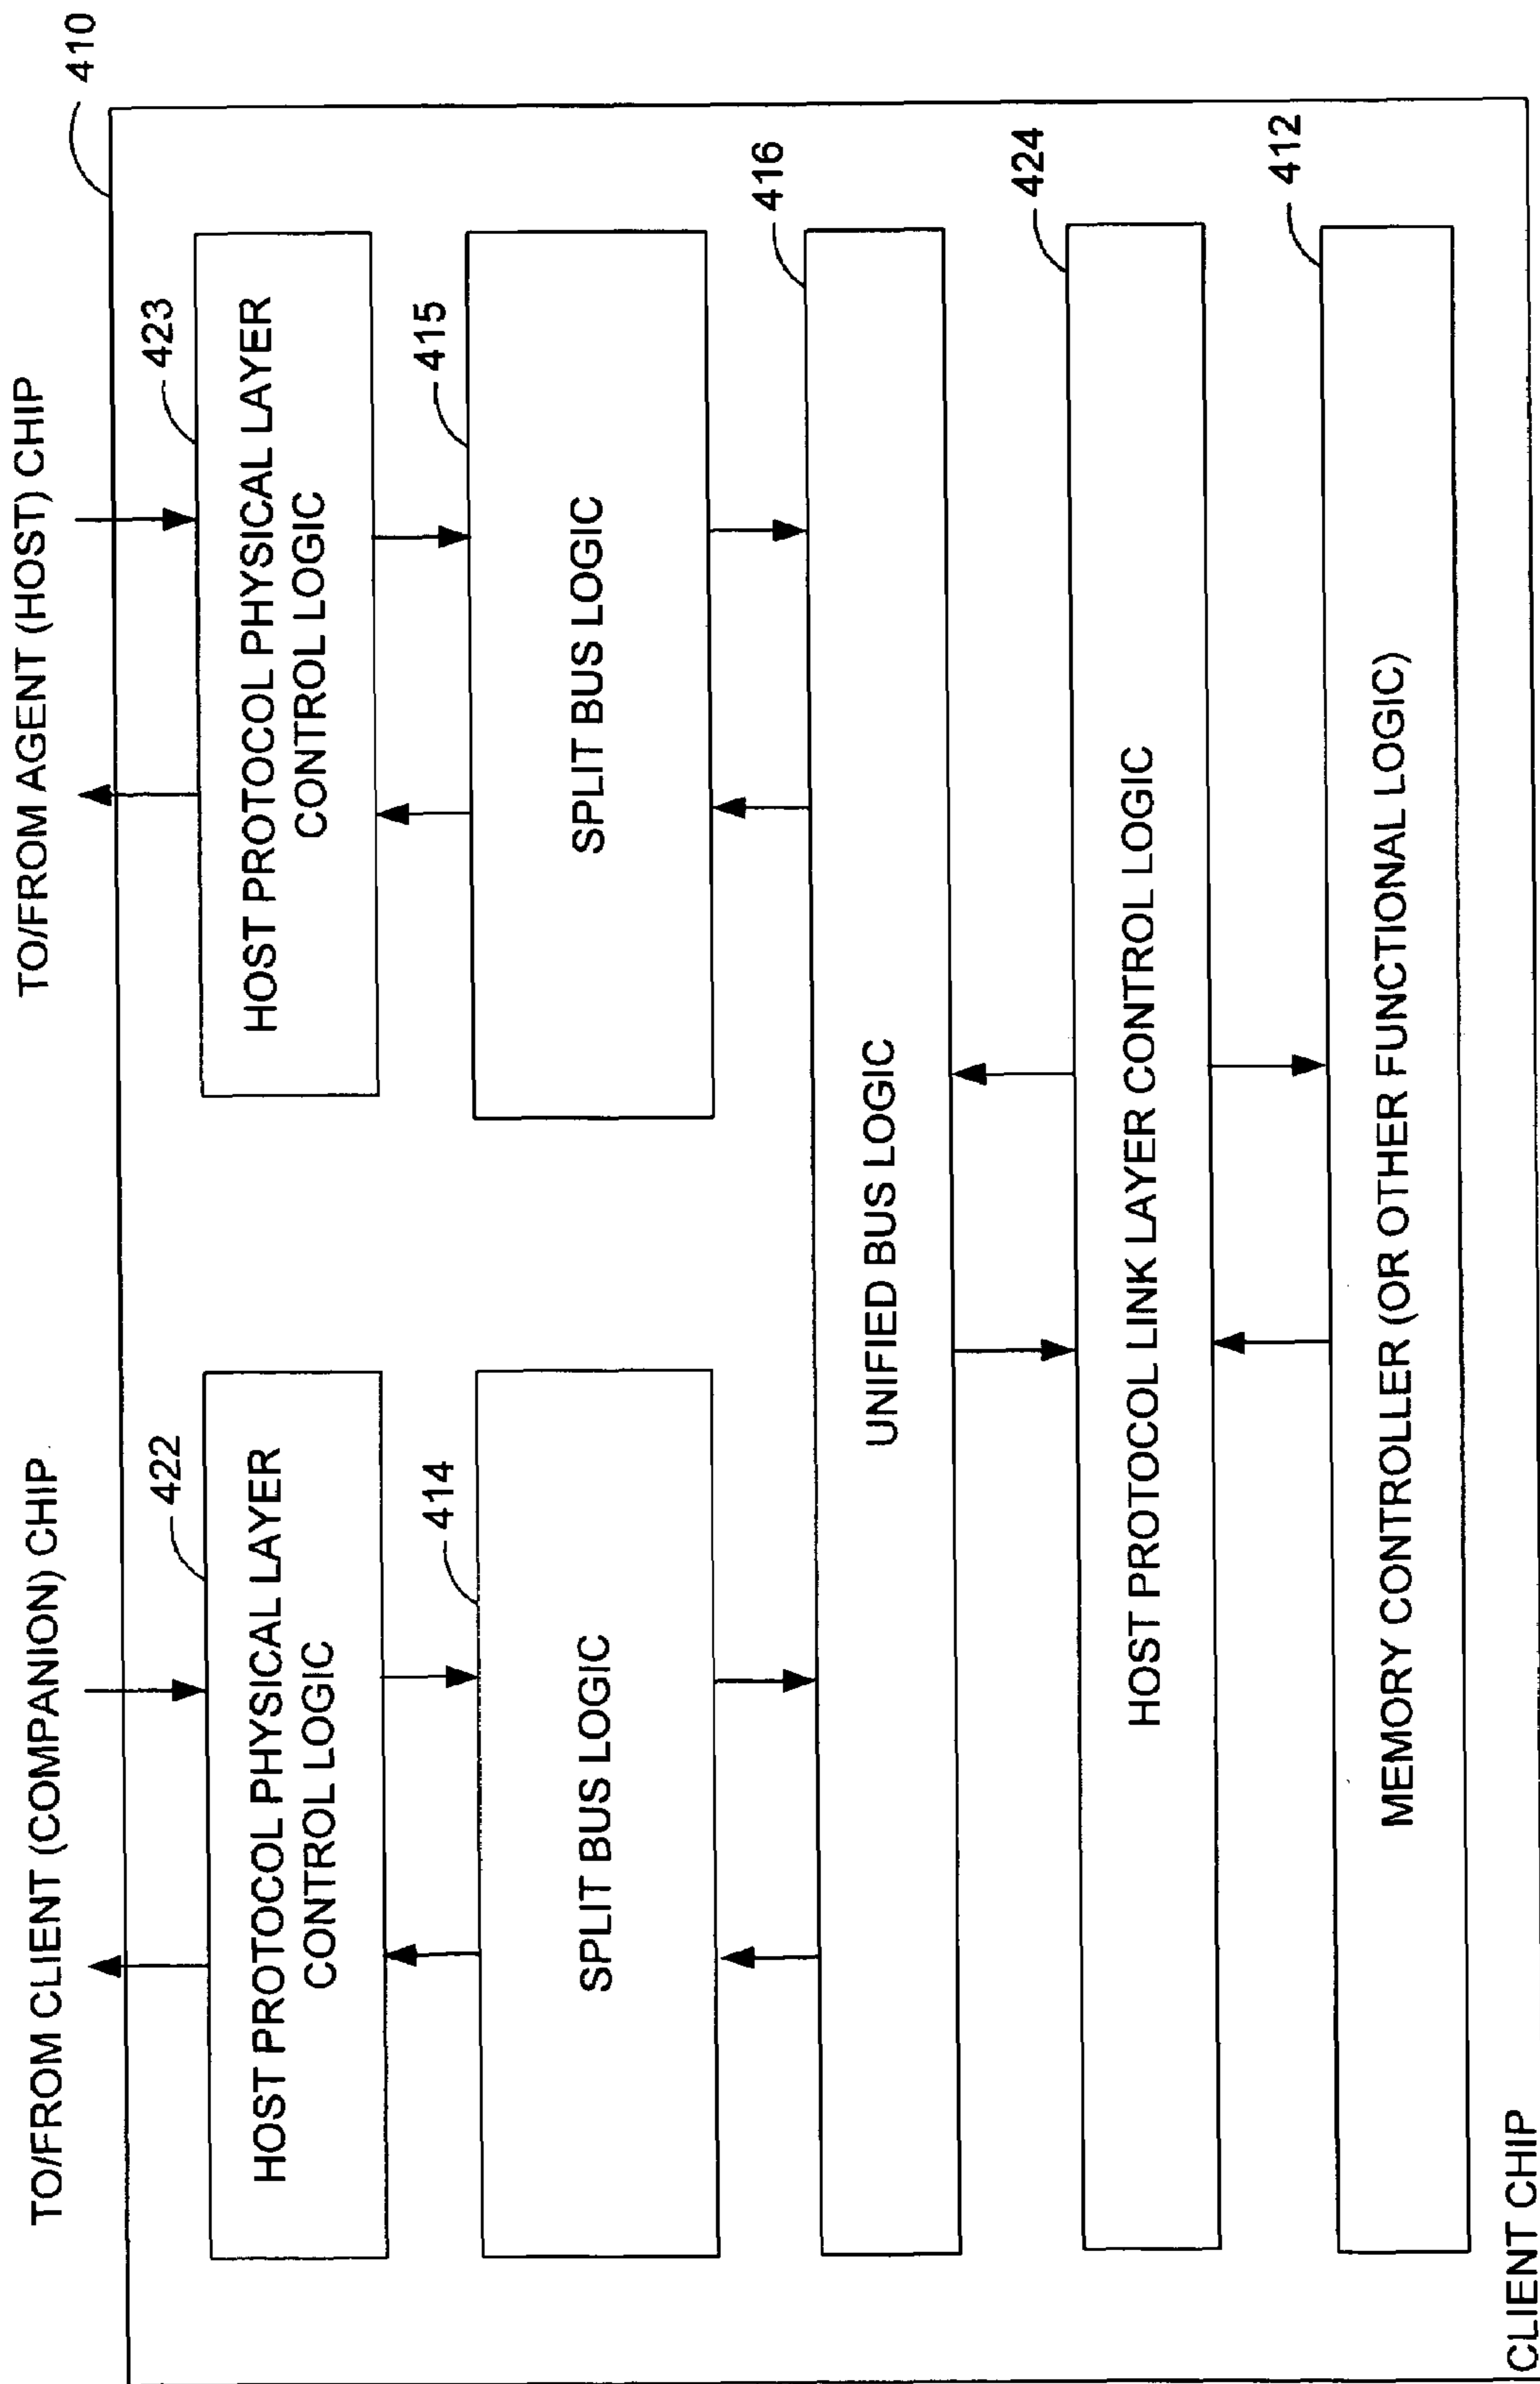 TO/FROM CLIENT (COMPANION) CHIP
TO/FROM AGENT (HOST) CHIP
410
422
423
HOST PROTOCOL PHYSICAL LAYER
CONTROL LOGIC
HOST PROTOCOL PHYSICAL LAYER
CONTROL LOGIC
414
415
SPLIT BUS LOGIC
SPLIT BUS LOGIC
416
UNIFIED BUS LOGIC
424
HOST PROTOCOL LINK LAYER CONTROL LOGIC
412
MEMORY CONTROLLER (OR OTHER FUNCTIONAL LOGIC)
CLIENT CHIP